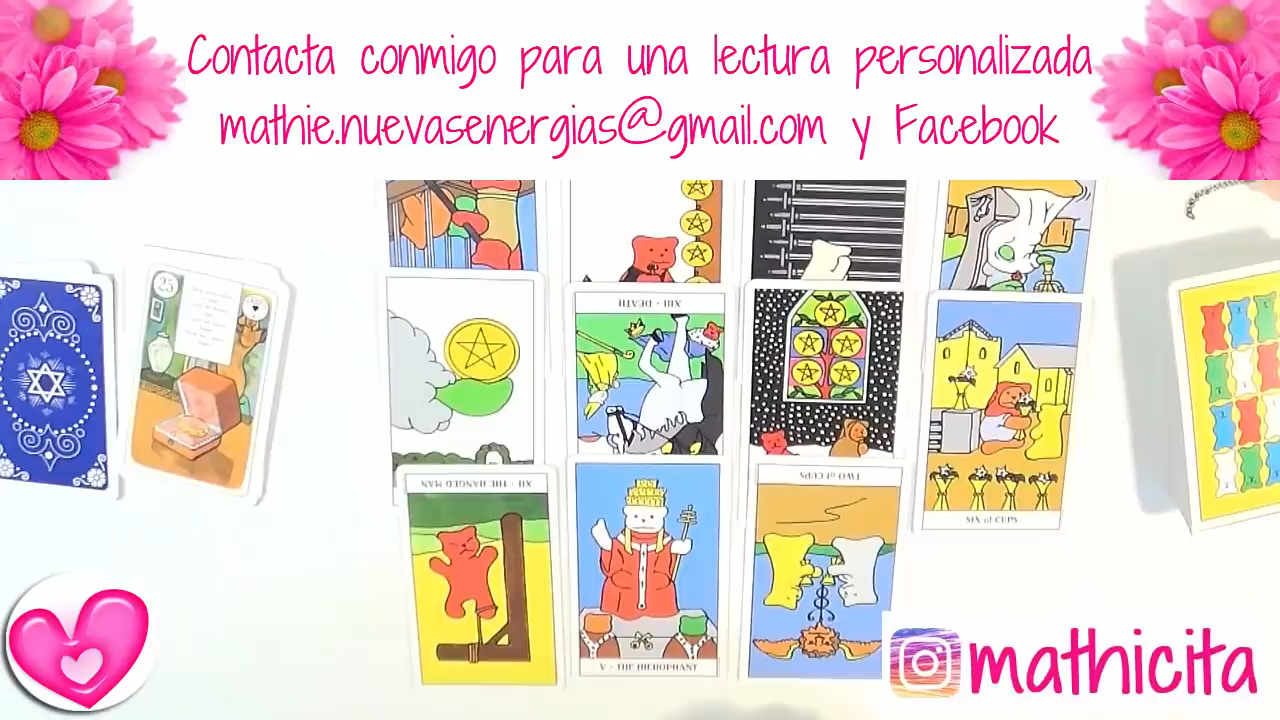 Contacta conmigo para una lectura personalizada
mathie.nuevasenergias@gmail.com y Facebook
25
XIII · DEATH
SIX of CUPS
XII · THE HANGED MAN
V · THE HIEROPHANT
TWO of CUPS
mathicita